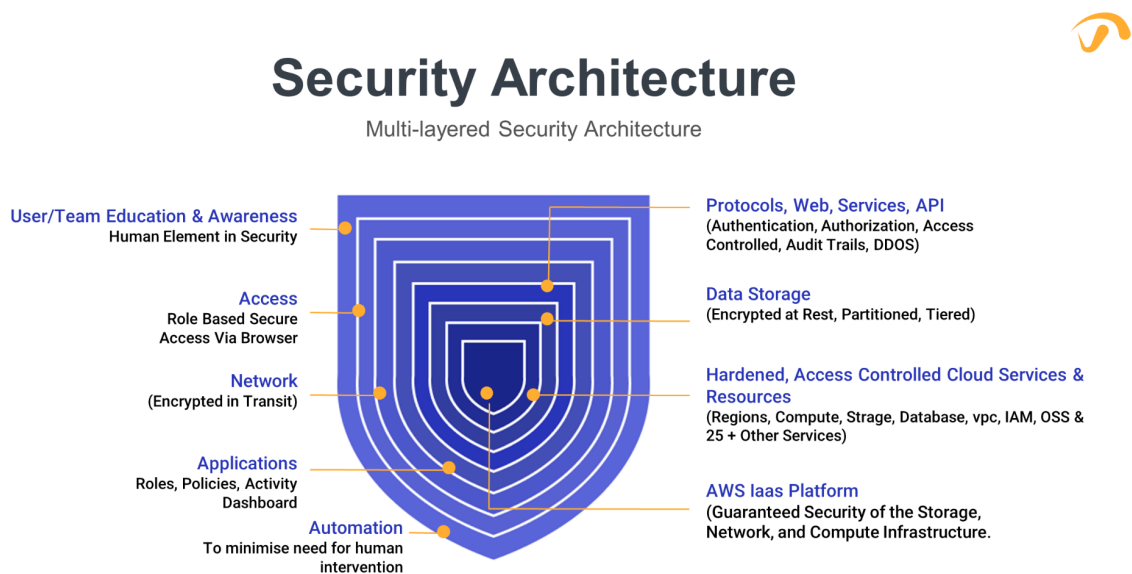 Security Architecture
Multi-layered Security Architecture
User/Team Education & Awareness
Human Element in Security
Access
Role Based Secure
Access Via Browser
Network
(Encrypted in Transit)
Applications
Roles, Policies, Activity
Dashboard
Automation
To minimise need for human
intervention
Protocols, Web, Services, API
(Authentication, Authorization, Access
Controlled, Audit Trails, DDOS)
Data Storage
(Encrypted at Rest, Partitioned, Tiered)
Hardened, Access Controlled Cloud Services &
Resources
(Regions, Compute, Strage, Database, vpc, IAM, OSS &
25 + Other Services)
AWS Iaas Platform
(Guaranteed Security of the Storage,
Network, and Compute Infrastructure.